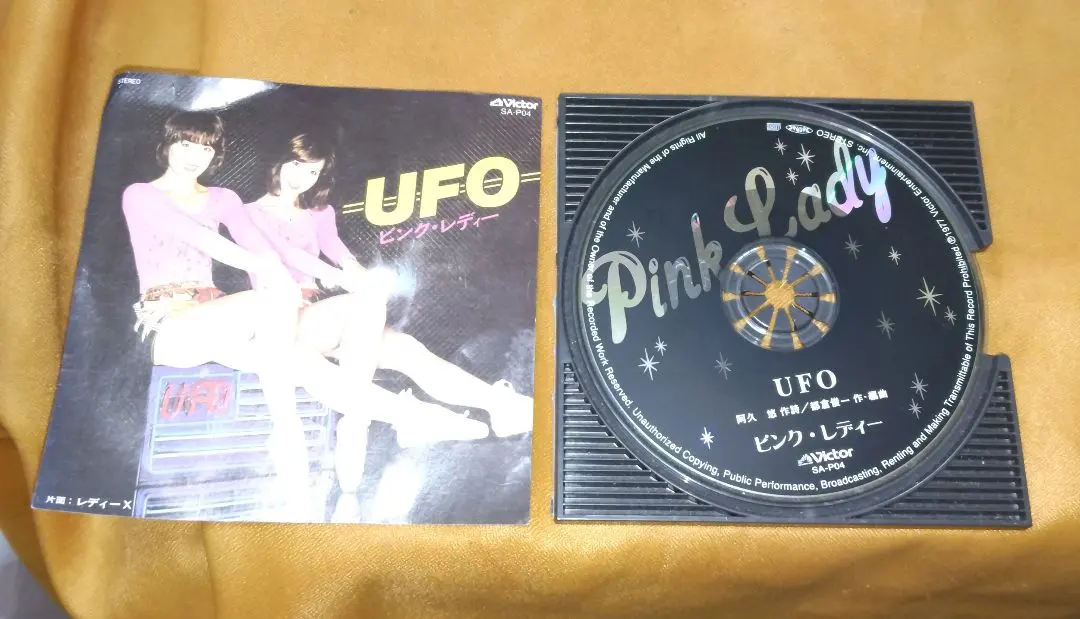 STEREO
Victor
SA-P04
UFO
ピンク・レディー
UFO
片面：レディーX
Pink Lady
UFO
阿久 悠 作詩／都倉俊一 作・編曲
ピンク・レディー
Victor
SA-P04
All Rights of the Manufacturer and of the Owner of the Recorded Work Reserved. Unauthorized Copying, Public Performance, Broadcasting, Renting and Making Transmittable of This Record Prohibited ℗1977 Victor Entertainment, Inc. STEREO